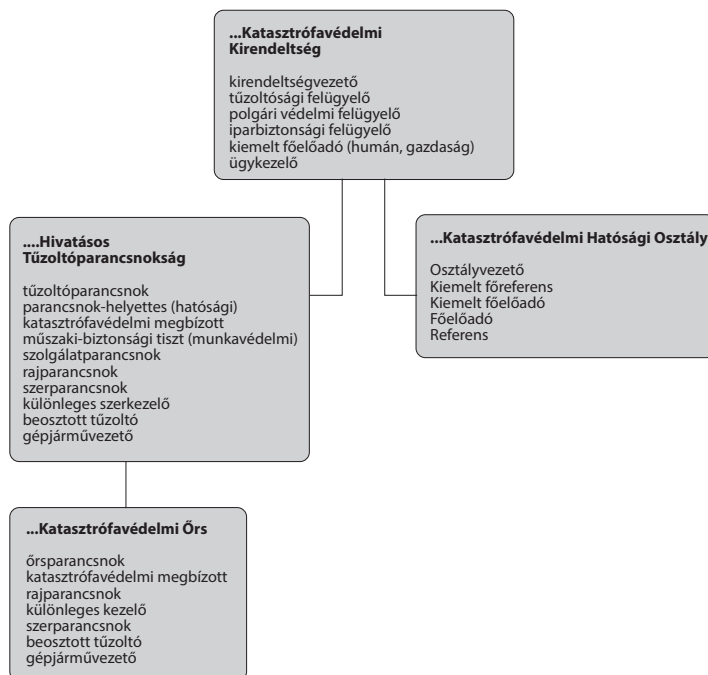 ...Katasztrófavédelmi
Kirendeltség
kirendeltségvezető
tűzoltósági felügyelő
polgári védelmi felügyelő
iparbiztonsági felügyelő
kiemelt főelőadó (humán, gazdaság)
ügykezelő
....Hivatásos
Tűzoltóparancsnokság
tűzoltóparancsnok
parancsnok-helyettes (hatósági)
katasztrófavédelmi megbízott
műszaki-biztonsági tiszt (munkavédelmi)
szolgálatparancsnok
rajparancsnok
szerparancsnok
különleges szerkezelő
beosztott tűzoltó
gépjárművezető
...Katasztrófavédelmi Hatósági Osztály
Osztályvezető
Kiemelt főreferens
Kiemelt főelőadó
Főelőadó
Referens
...Katasztrófavédelmi Őrs
őrsparancsnok
katasztrófavédelmi megbízott
rajparancsnok
különleges kezelő
szerparancsnok
beosztott tűzoltó
gépjárművezető